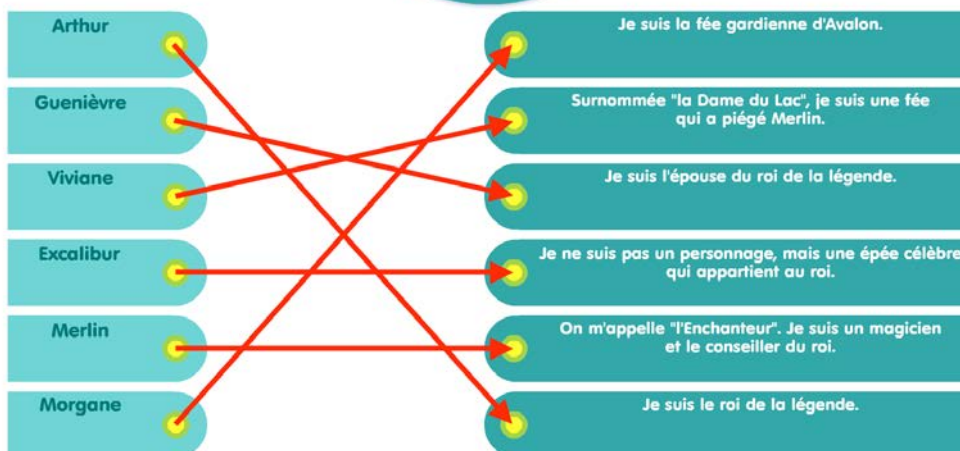 Arthur
Je suis la fée gardienne d'Avalon.
Guenièvre
Surnommée "la Dame du Lac", je suis une fée
qui a piégé Merlin.
Viviane
Je suis l'épouse du roi de la légende.
Excalibur
Je ne suis pas un personnage, mais une épée célèbre
qui appartient au roi.
Merlin
On m'appelle "l'Enchanteur". Je suis un magicien
et le conseiller du roi.
Morgane
Je suis le roi de la légende.